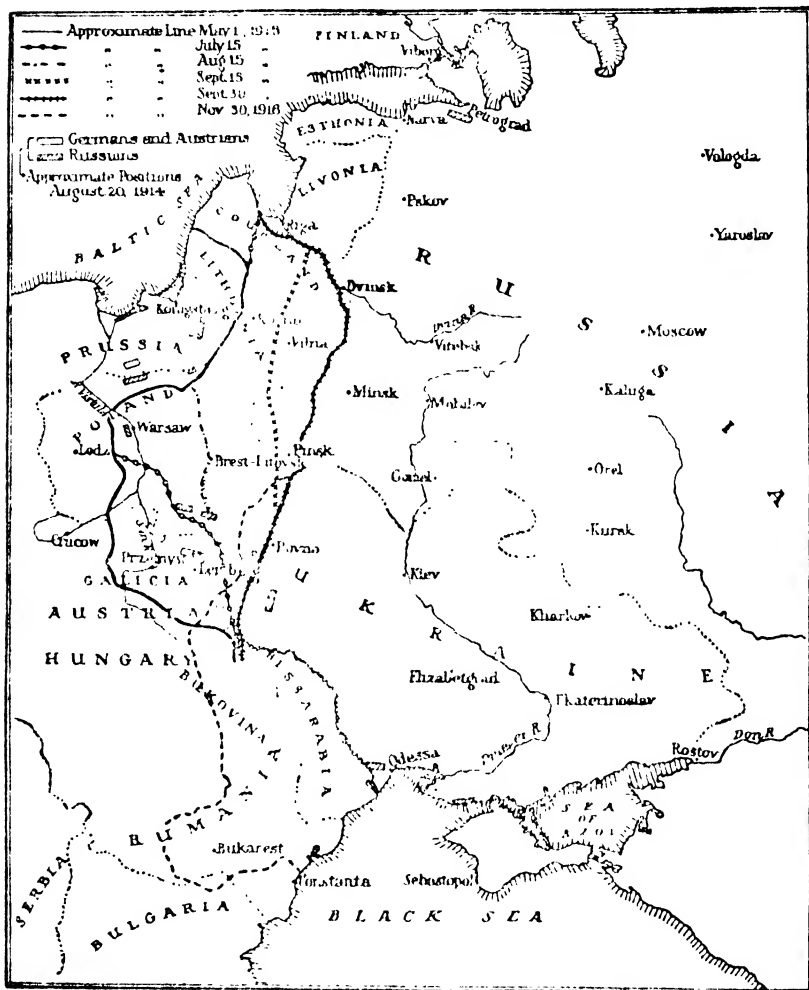 Approximate Line May 1, 1915
" " July 15 "
" " Aug 15 "
" " Sept. 15 "
" " Sept. 30 "
" " Nov 30, 1916 "
Germans and Austrians
Russians
Approximate Positions
August 20, 1914
FINLAND
Viborg
Petrograd
ESTHONIA
Narva
LIVONIA
Pskov
Vologda
Yaroslav
BALTIC SEA
COURLAND
Riga
RUSSIA
Dvinsk
Dvina R
LITHUANIA
Vilna
Vitebsk
Moscow
PRUSSIA
Minsk
Mohilev
Kaluga
POLAND
Warsaw
Lodz
Brest-Litovsk
Pinsk
Gomel
Orel
Kursk
Cracow
Przemysl
Lemberg
Rovno
Kiev
GALICIA
UKRAINE
Kharkov
AUSTRIA
HUNGARY
BUKOVINA
BESSARABIA
Elizabetgrad
Ekaterinoslav
Odessa
Dnieper R
Rostov
Don R
SEA
OF
AZOV
RUMANIA
Bukarest
SERBIA
BULGARIA
Constanta
Sebastopol
BLACK SEA